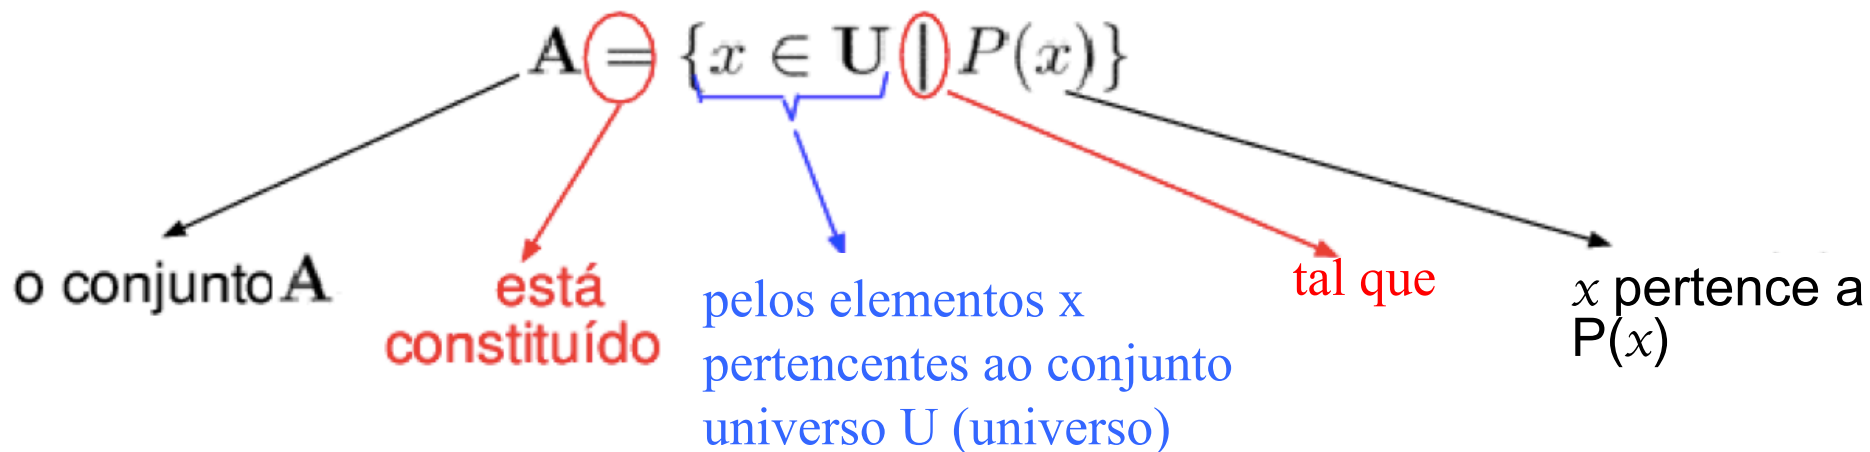 A = {x ∈ U | P(x)}
o conjunto A
está
constituído
pelos elementos x
pertencentes ao conjunto
universo U (universo)
tal que
x pertence a
P(x)